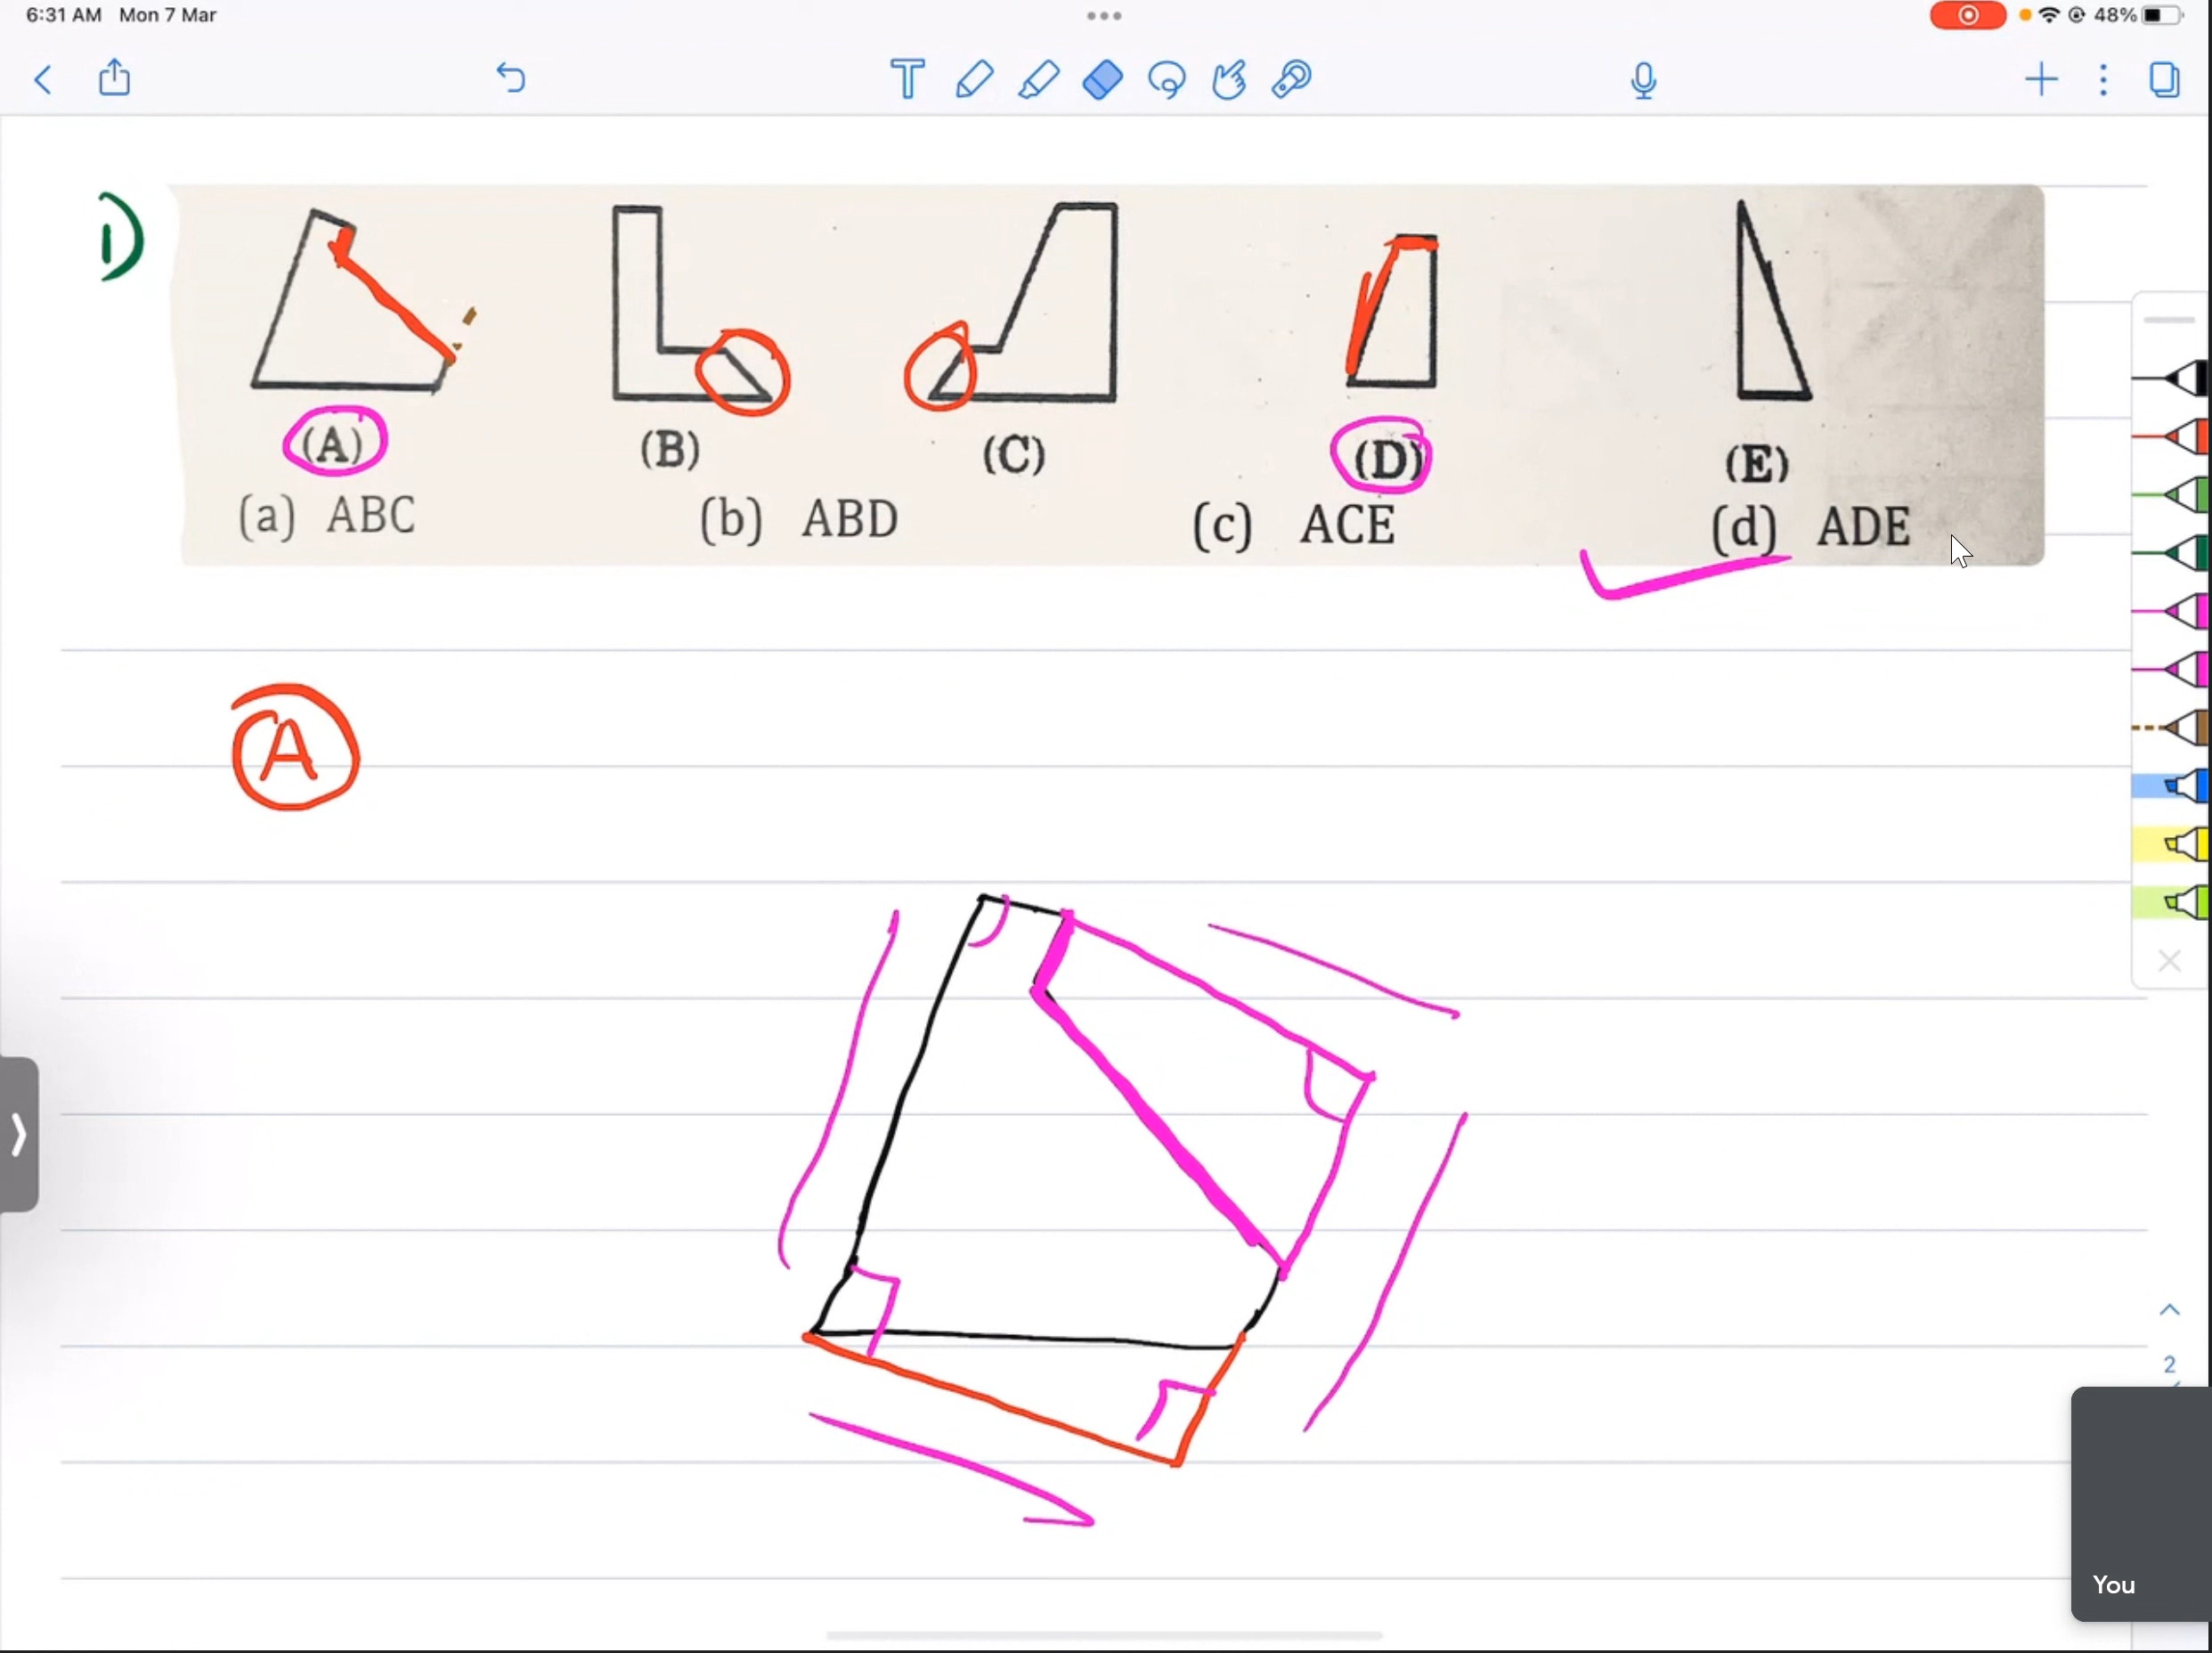 6:31 AM Mon 7 Mar
48%
T
1)
(A) (B) (C) (D) (E)
(a) ABC (b) ABD (c) ACE (d) ADE
A
2
You